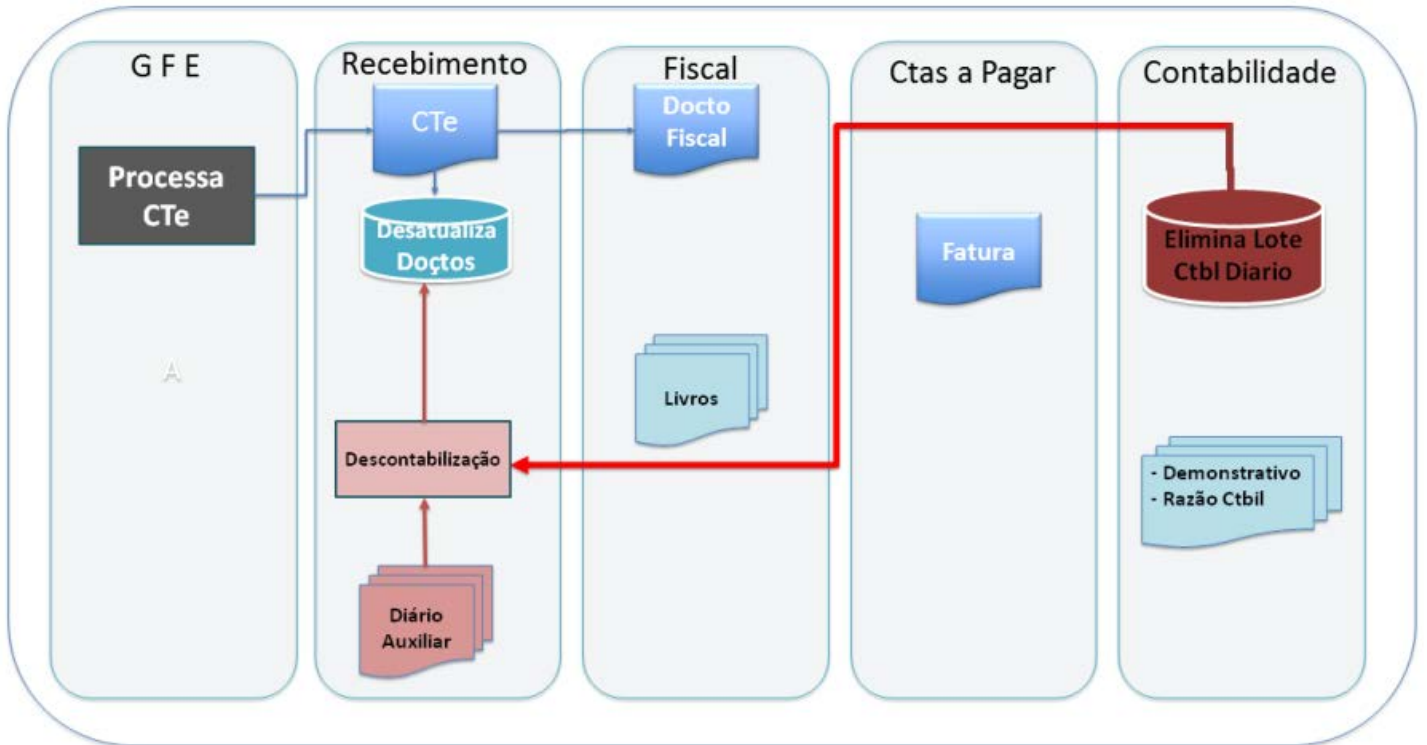 G F E
Recebimento
Fiscal
Ctas a Pagar
Contabilidade
Processa
CTe
CTe
Docto
Fiscal
Desatualiza
Doçtos
Fatura
Elimina Lote
Ctbl Diario
A
Livros
Descontabilização
- Demonstrativo
- Razão Ctbil
Diário
Auxiliar